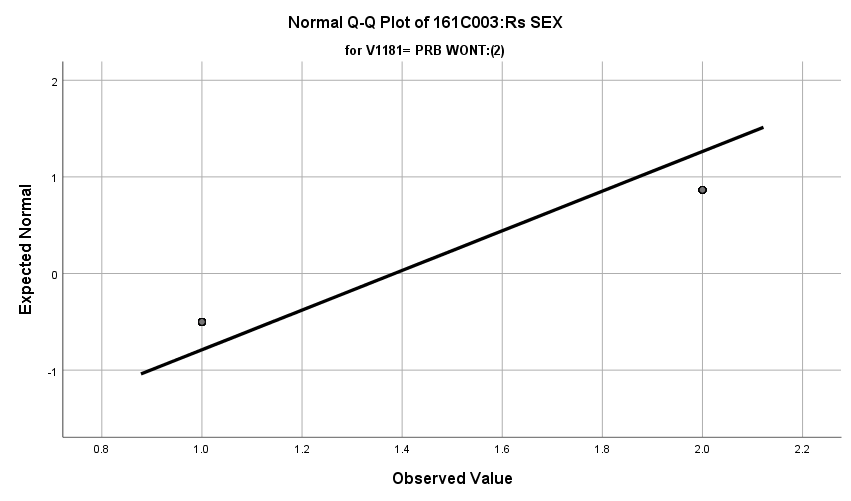 Normal Q-Q Plot of 161C003:Rs SEX
for V1181= PRB WONT:(2)
2
1
0
-1
Expected Normal
0.8 1.0 1.2 1.4 1.6 1.8 2.0 2.2
Observed Value